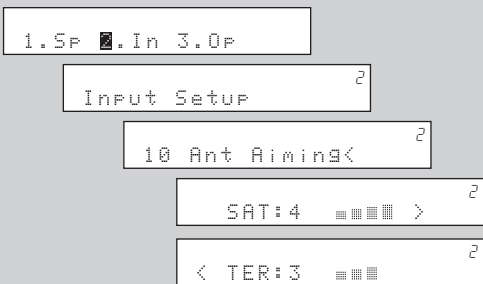 1.Sp 2.In 3.Op
2
Input Setup
2
10 Ant Aiming<
2
SAT:4 >
2
< TER:3